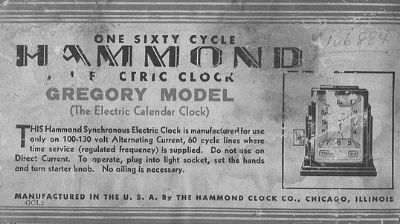 ONE SIXTY CYCLE
HAMMOND
CTRIC CLOCK
GREGORY MODEL
(The Electric Calendar Clock)
THIS Hammond Synchronous Electric Clock is manufactured for use
only on 100-130 volt Alternating Current, 60 cycle lines where
time service (regulated frequency) is supplied. Do not use on
Direct Current. To operate, plug into light socket, set the hands
and turn starter knob. No oiling is necessary.
MANUFACTURED IN THE U. S. A. By THE HAMMOND CLOCK CO., CHICAGO, ILLINOIS
GCL2